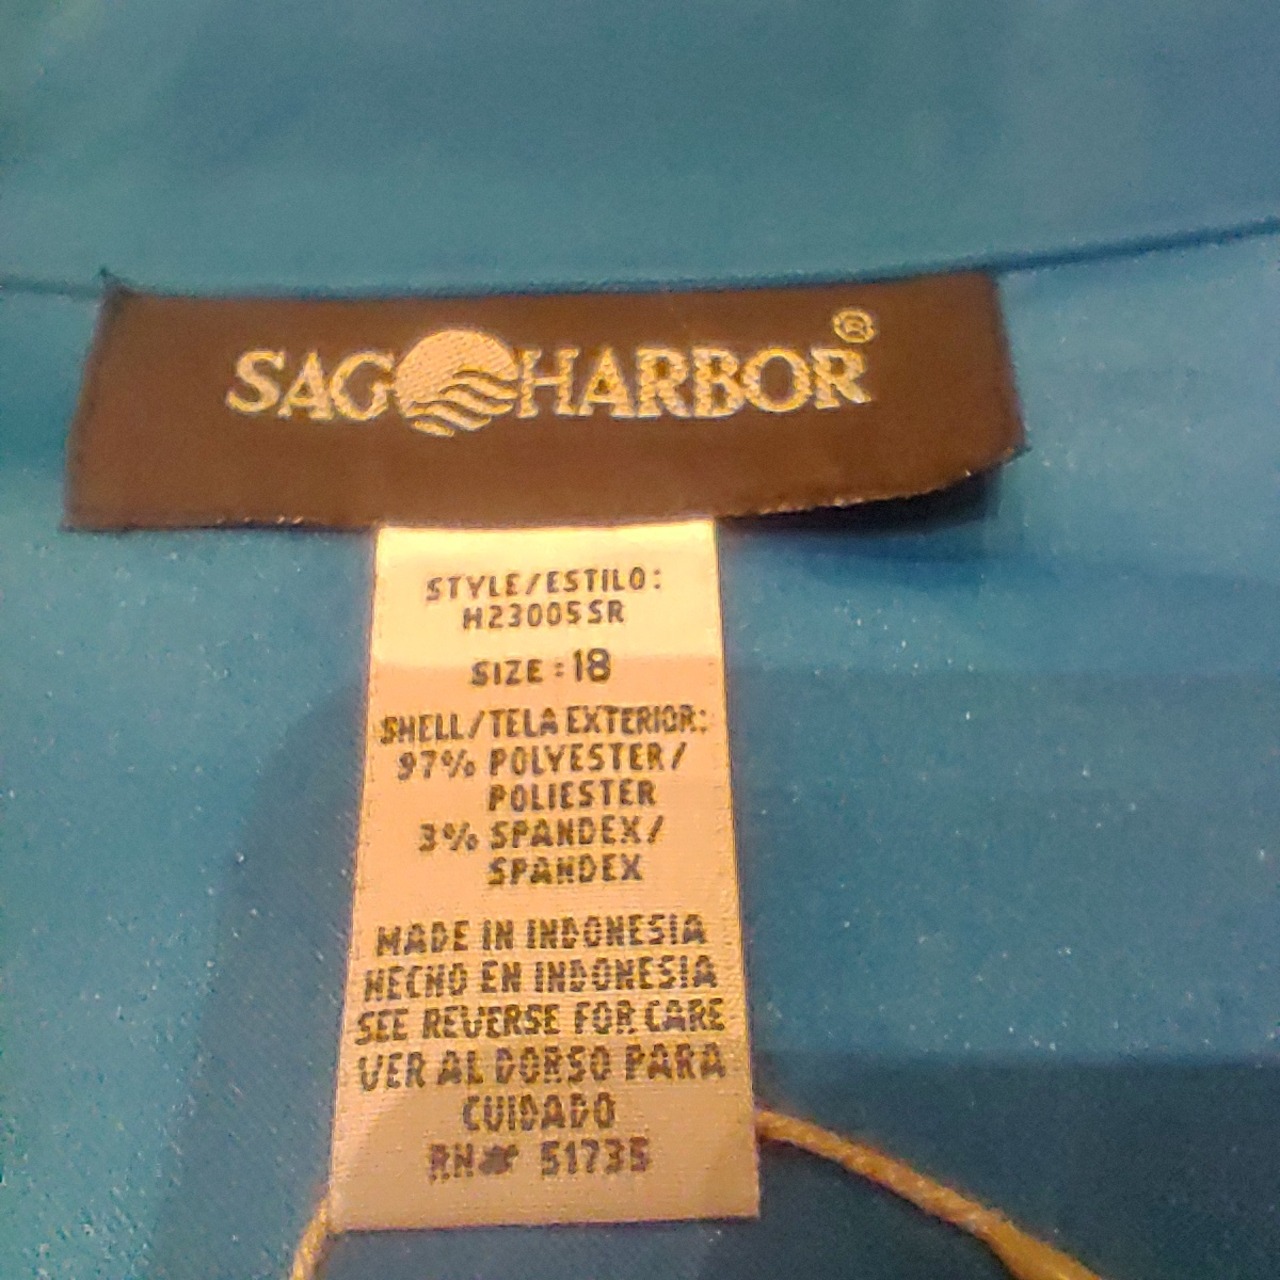 SAG HARBOR®
STYLE/ESTILO:
H23005SR
SIZE : 18
SHELL/TELA EXTERIOR:
97% POLYESTER/
POLIESTER
3% SPANDEX/
SPANDEX
MADE IN INDONESIA
HECHO EN INDONESIA
SEE REVERSE FOR CARE
VER AL DORSO PARA
CUIDADO
RN# 51735